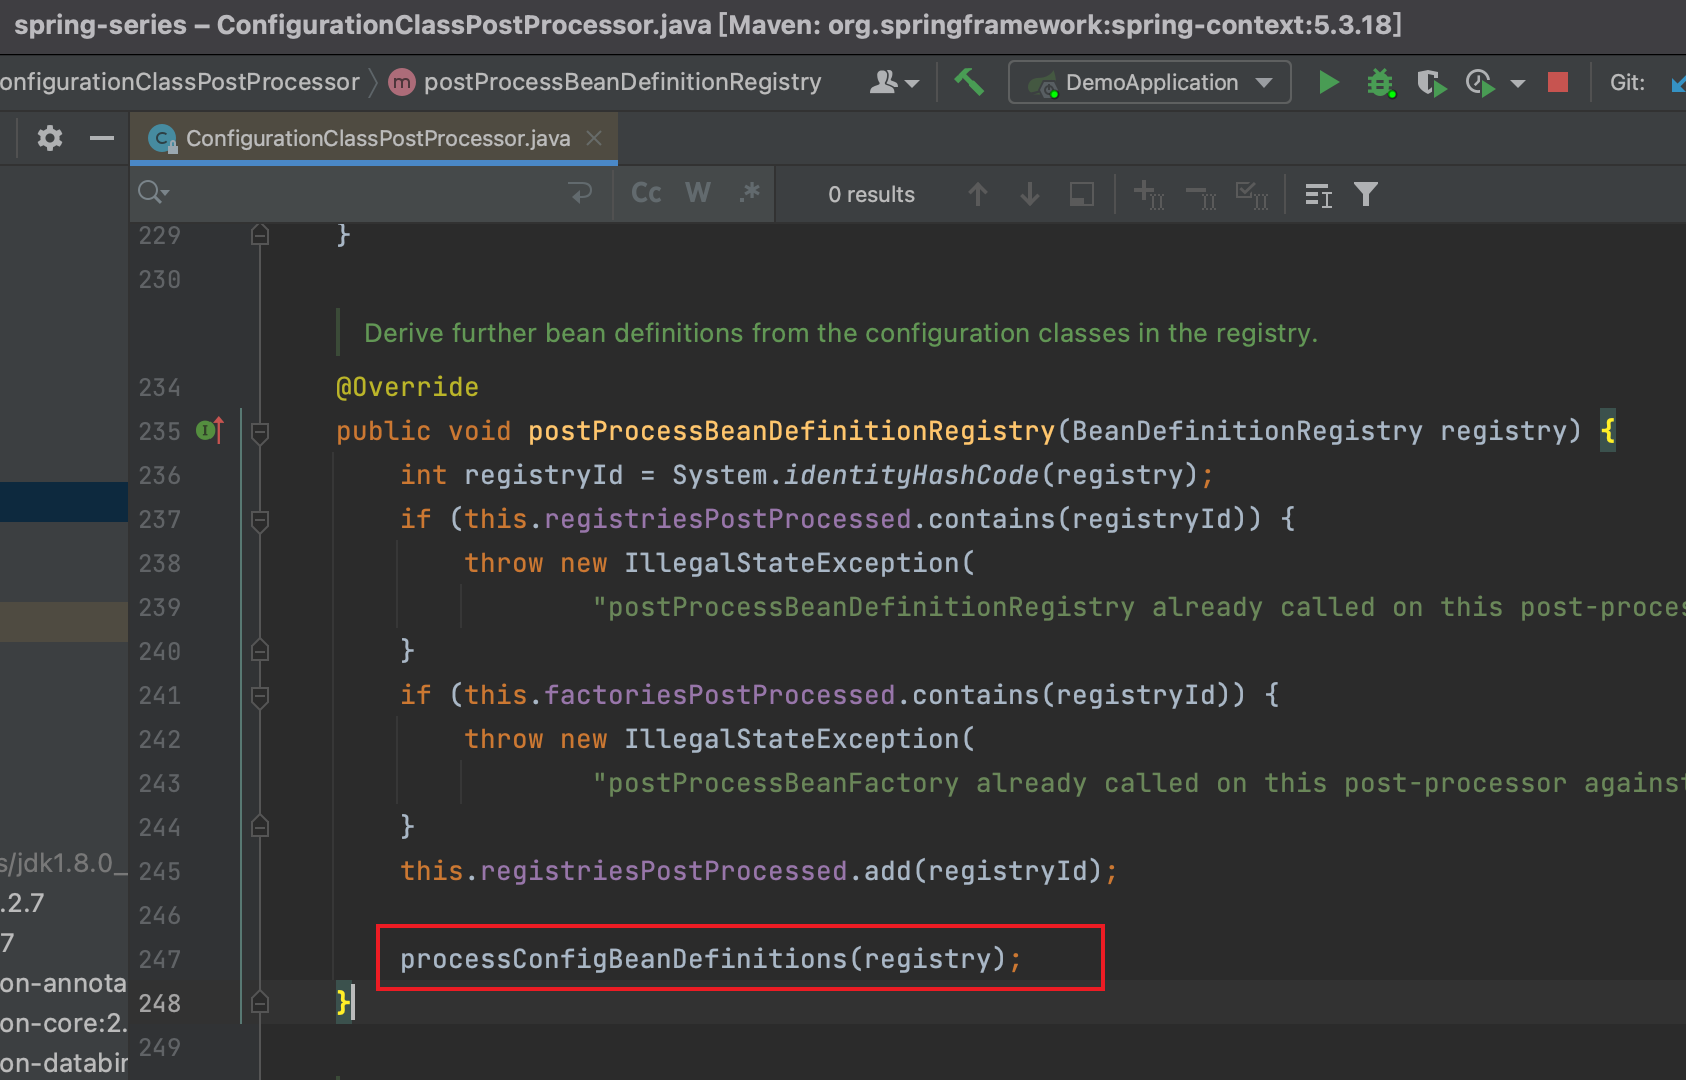 spring-series – ConfigurationClassPostProcessor.java [Maven: org.springframework:spring-context:5.3.18]
onfigurationClassPostProcessor
m postProcessBeanDefinitionRegistry
DemoApplication
Git:
C ConfigurationClassPostProcessor.java
Cc W .*
0 results
229 }
230
Derive further bean definitions from the configuration classes in the registry.
234 @Override
235 public void postProcessBeanDefinitionRegistry(BeanDefinitionRegistry registry) {
236 int registryId = System.identityHashCode(registry);
237 if (this.registriesPostProcessed.contains(registryId)) {
238 throw new IllegalStateException(
239 "postProcessBeanDefinitionRegistry already called on this post-proces
240 }
241 if (this.factoriesPostProcessed.contains(registryId)) {
242 throw new IllegalStateException(
243 "postProcessBeanFactory already called on this post-processor against
244 }
245 this.registriesPostProcessed.add(registryId);
246
247 processConfigBeanDefinitions(registry);
248 }
249
s/jdk1.8.0_
.2.7
7
on-annota
on-core:2.
on-databin